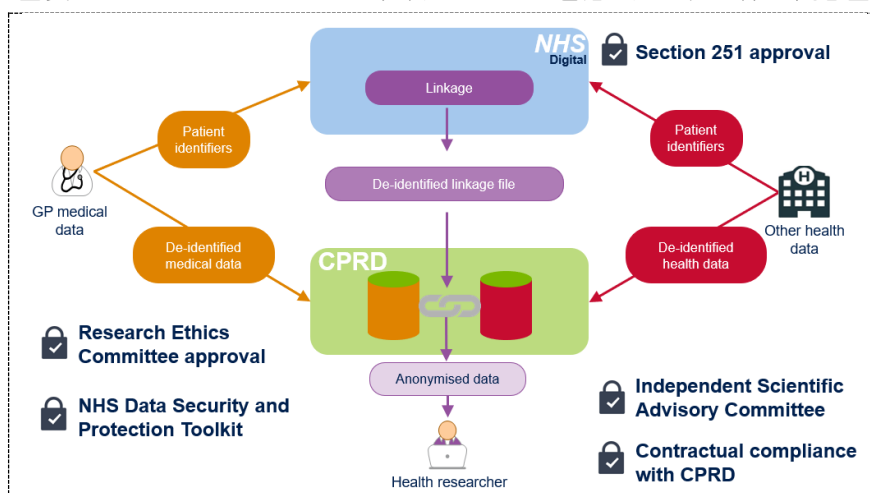 NHS
Digital
Section 251 approval
Linkage
Patient
identifiers
Patient
identifiers
De-identified linkage file
GP medical
data
H
Other health
data
De-identified
medical data
De-identified
health data
CPRD
Research Ethics
Committee approval
Anonymised data
Independent Scientific
Advisory Committee
NHS Data Security and
Protection Toolkit
Contractual compliance
with CPRD
Health researcher